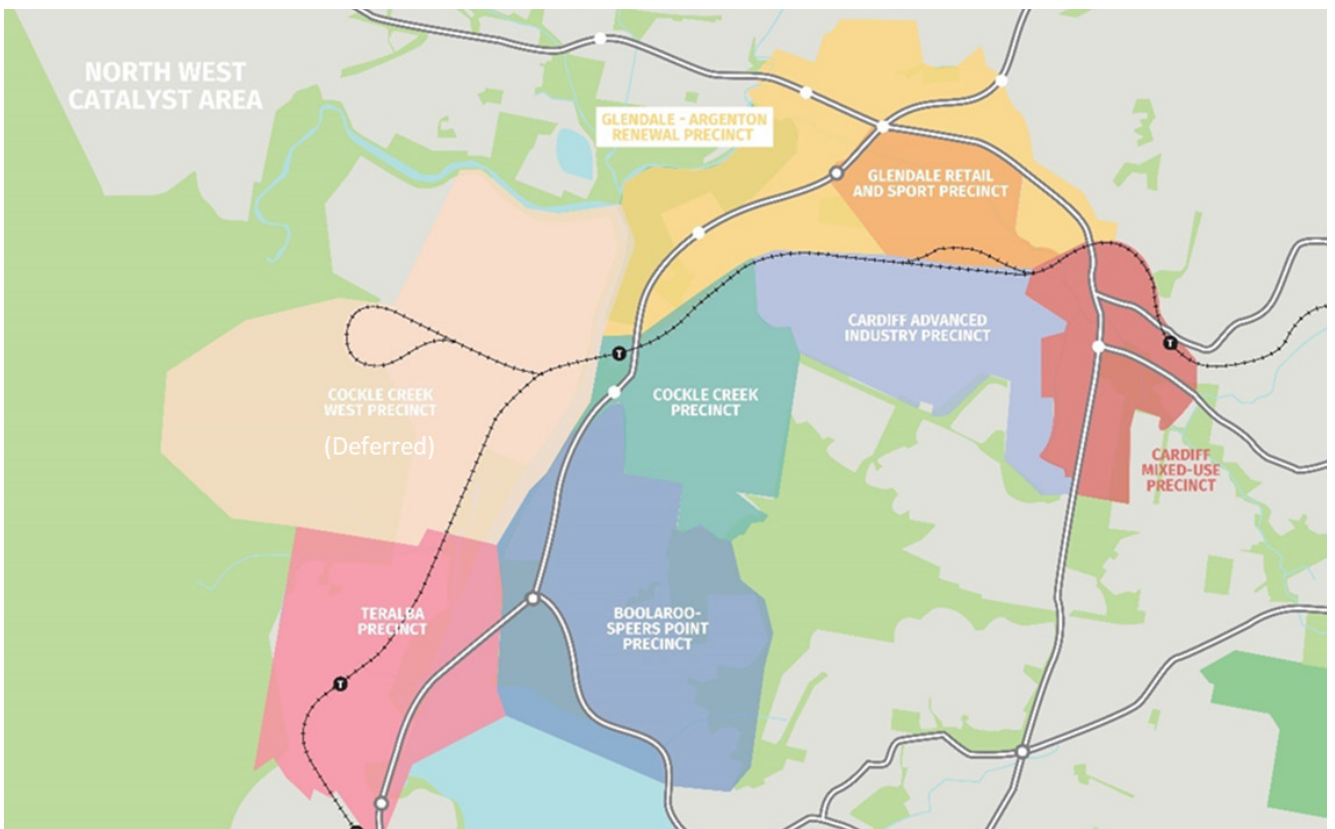 NORTH WEST
CATALYST AREA
GLENDALE - ARGENTON
RENEWAL PRECINCT
GLENDALE RETAIL
AND SPORT PRECINCT
CARDIFF ADVANCED
INDUSTRY PRECINCT
COCKLE CREEK
WEST PRECINCT
(Deferred)
COCKLE CREEK
PRECINCT
CARDIFF
MIXED-USE
PRECINCT
TERALBA
PRECINCT
BOOLAROO-
SPEERS POINT
PRECINCT
T
T
T